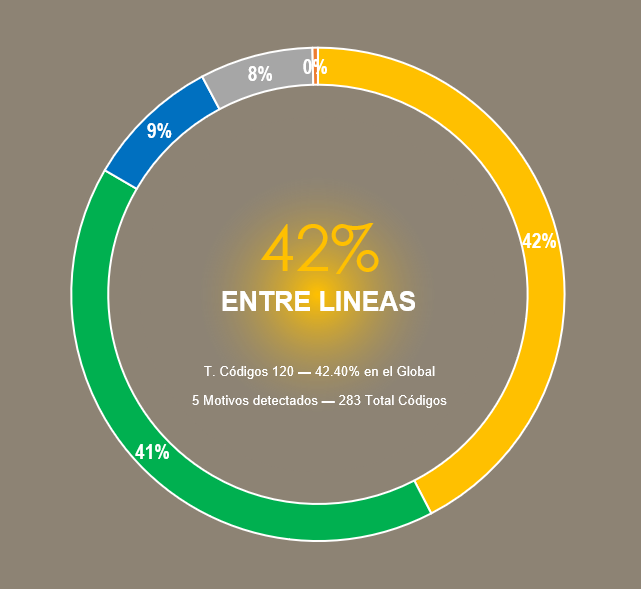 0%
8%
9%
42%
42%
ENTRE LINEAS
T. Códigos 120 — 42.40% en el Global
5 Motivos detectados — 283 Total Códigos
41%